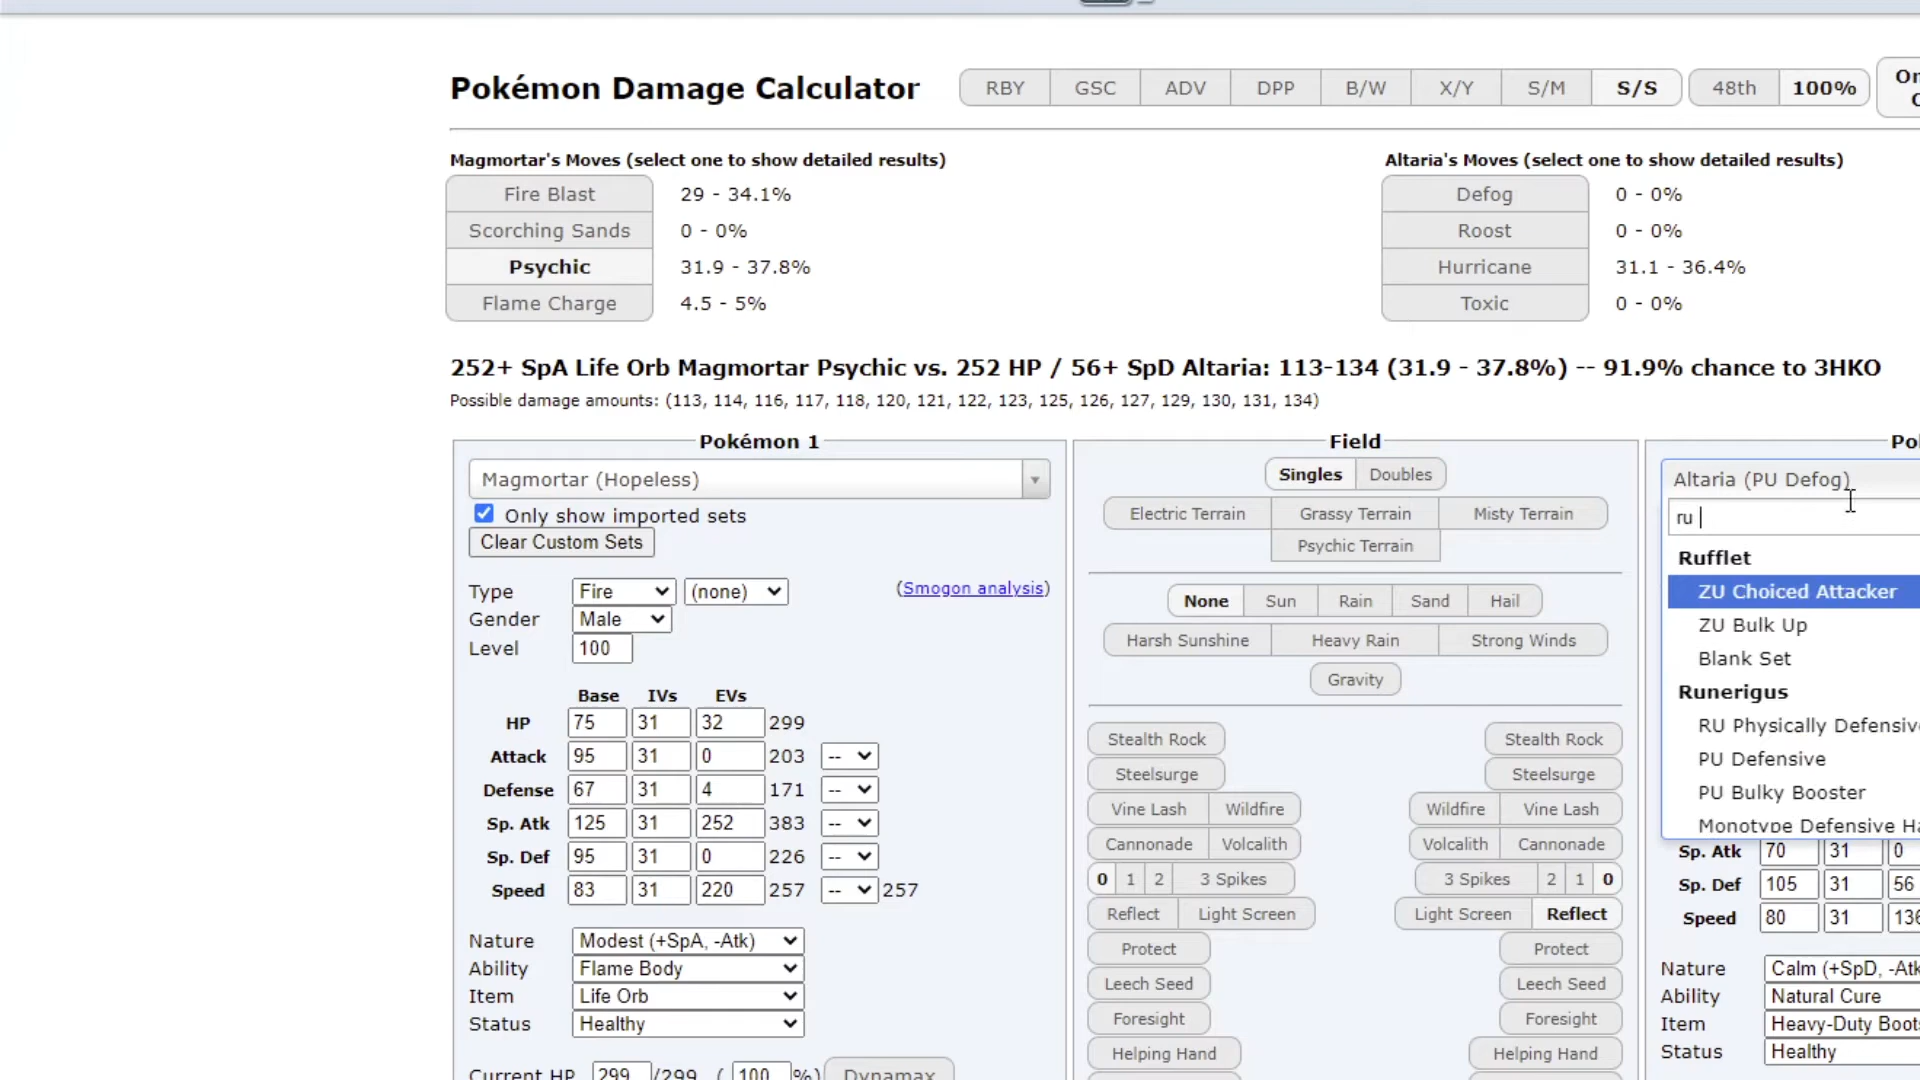 Pokémon Damage Calculator RBY GSC ADV DPP B/W X/Y S/M S/S 48th 100%
Magmortar's Moves (select one to show detailed results) Altaria's Moves (select one to show detailed results)
Fire Blast 29 - 34.1% Defog 0 - 0%
Scorching Sands 0 - 0% Roost 0 - 0%
Psychic 31.9 - 37.8% Hurricane 31.1 - 36.4%
Flame Charge 4.5 - 5% Toxic 0 - 0%
252+ SpA Life Orb Magmortar Psychic vs. 252 HP / 56+ SpD Altaria: 113-134 (31.9 - 37.8%) -- 91.9% chance to 3HKO
Possible damage amounts: (113, 114, 116, 117, 118, 120, 121, 122, 123, 125, 126, 127, 129, 130, 131, 134)
Pokémon 1
Magmortar (Hopeless)
Only show imported sets
Clear Custom Sets
Type Fire (none) (Smogon analysis)
Gender Male
Level 100
Base IVs EVs
HP 75 31 32 299
Attack 95 31 0 203 --
Defense 67 31 4 171 --
Sp. Atk 125 31 252 383 --
Sp. Def 95 31 0 226 --
Speed 83 31 220 257 -- 257
Nature Modest (+SpA, -Atk)
Ability Flame Body
Item Life Orb
Status Healthy
Current HP 299 /299 ( 100 %) Dynamax
Field
Singles Doubles
Electric Terrain Grassy Terrain Misty Terrain
Psychic Terrain
None Sun Rain Sand Hail
Harsh Sunshine Heavy Rain Strong Winds
Gravity
Stealth Rock Stealth Rock
Steelsurge Steelsurge
Vine Lash Wildfire Wildfire Vine Lash
Cannonade Volcalith Volcalith Cannonade
0 1 2 3 Spikes 3 Spikes 2 1 0
Reflect Light Screen Light Screen Reflect
Protect Protect
Leech Seed Leech Seed
Foresight Foresight
Helping Hand Helping Hand
Altaria (PU Defog)
ru
Rufflet
ZU Choiced Attacker
ZU Bulk Up
Blank Set
Runerigus
RU Physically Defensive
PU Defensive
PU Bulky Booster
Monotype Defensive Ha
Sp. Atk 70 31 0
Sp. Def 105 31 56
Speed 80 31 136
Nature Calm (+SpD, -Atk
Ability Natural Cure
Item Heavy-Duty Boots
Status Healthy